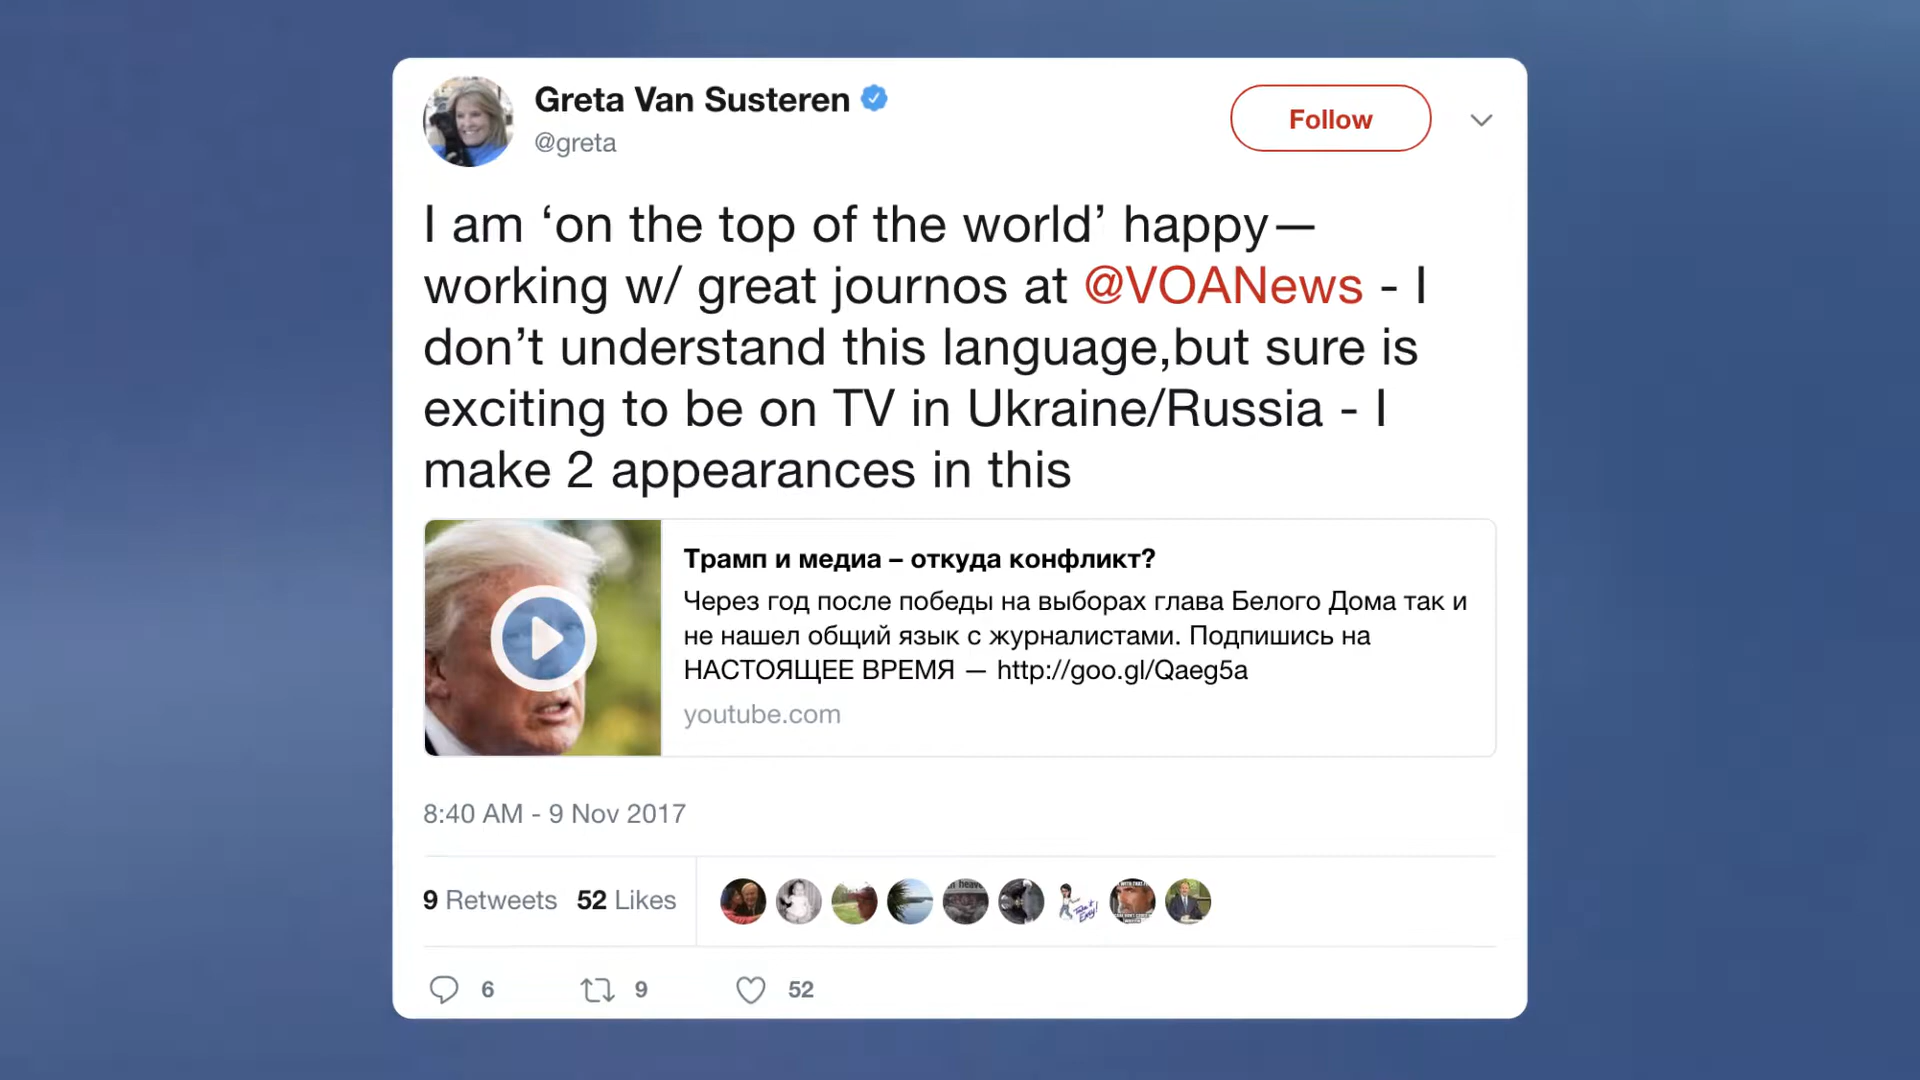 Greta Van Susteren
@greta
Follow
I am ‘on the top of the world’ happy—
working w/ great journos at @VOANews - I
don’t understand this language,but sure is
exciting to be on TV in Ukraine/Russia - I
make 2 appearances in this
Трамп и медиа – откуда конфликт?
Через год после победы на выборах глава Белого Дома так и
не нашел общий язык с журналистами. Подпишись на
НАСТОЯЩЕЕ ВРЕМЯ — http://goo.gl/Qaeg5a
youtube.com
8:40 AM - 9 Nov 2017
9 Retweets 52 Likes
6 9 52